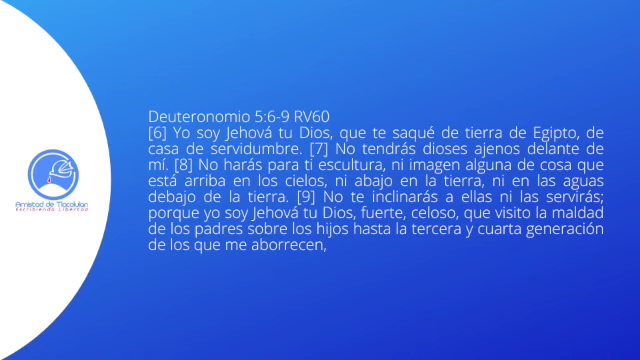 Deuteronomio 5:6-9 RV60
[6] Yo soy Jehová tu Dios, que te saqué de tierra de Egipto, de
casa de servidumbre. [7] No tendrás dioses ajenos delante de
mí. [8] No harás para ti escultura, ni imagen alguna de cosa que
está arriba en los cielos, ni abajo en la tierra, ni en las aguas
debajo de la tierra. [9] No te inclinarás a ellas ni las servirás;
porque yo soy Jehová tu Dios, fuerte, celoso, que visito la maldad
de los padres sobre los hijos hasta la tercera y cuarta generación
de los que me aborrecen,
Amistad de Tlacolulan
Escribiendo Libertad